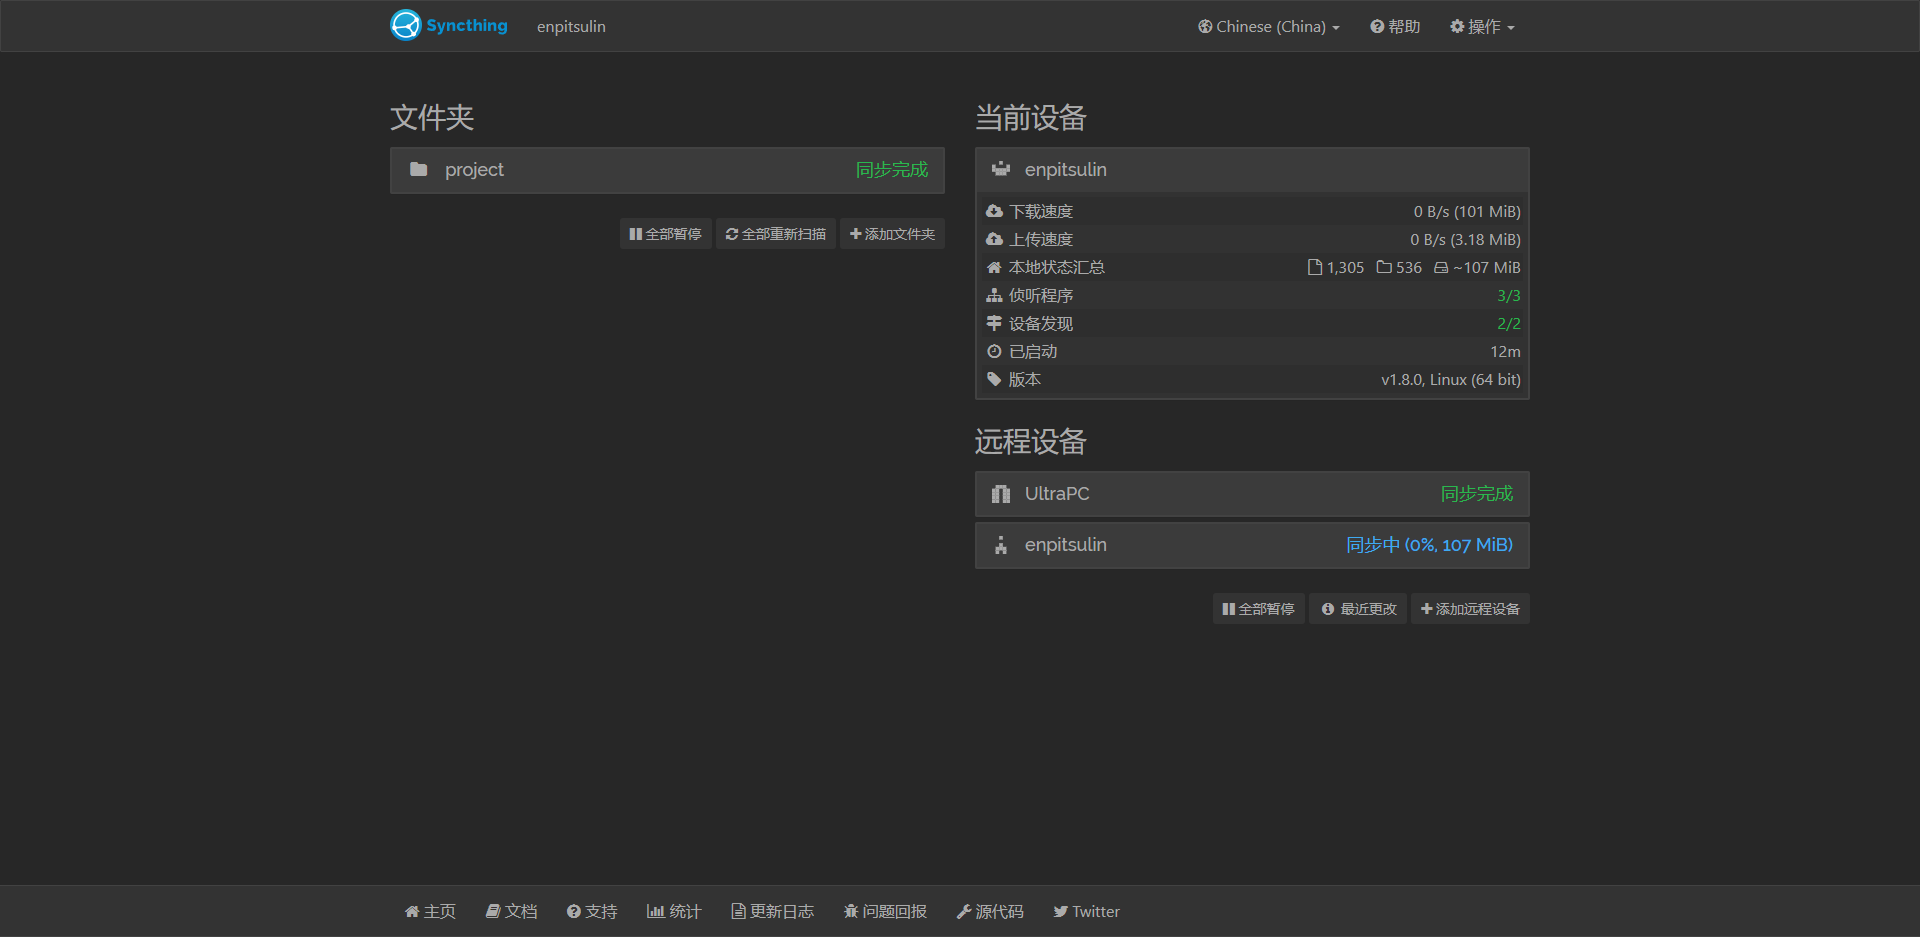 Syncthing enpitsulin Chinese (China) 帮助 操作
文件夹
project 同步完成
全部暂停 全部重新扫描 添加文件夹
当前设备
enpitsulin
下载速度 0 B/s (101 MiB)
上传速度 0 B/s (3.18 MiB)
本地状态汇总 1,305 536 ~107 MiB
侦听程序 3/3
设备发现 2/2
已启动 12m
版本 v1.8.0, Linux (64 bit)
远程设备
UltraPC 同步完成
enpitsulin 同步中 (0%, 107 MiB)
全部暂停 最近更改 添加远程设备
主页 文档 支持 统计 更新日志 问题回报 源代码 Twitter